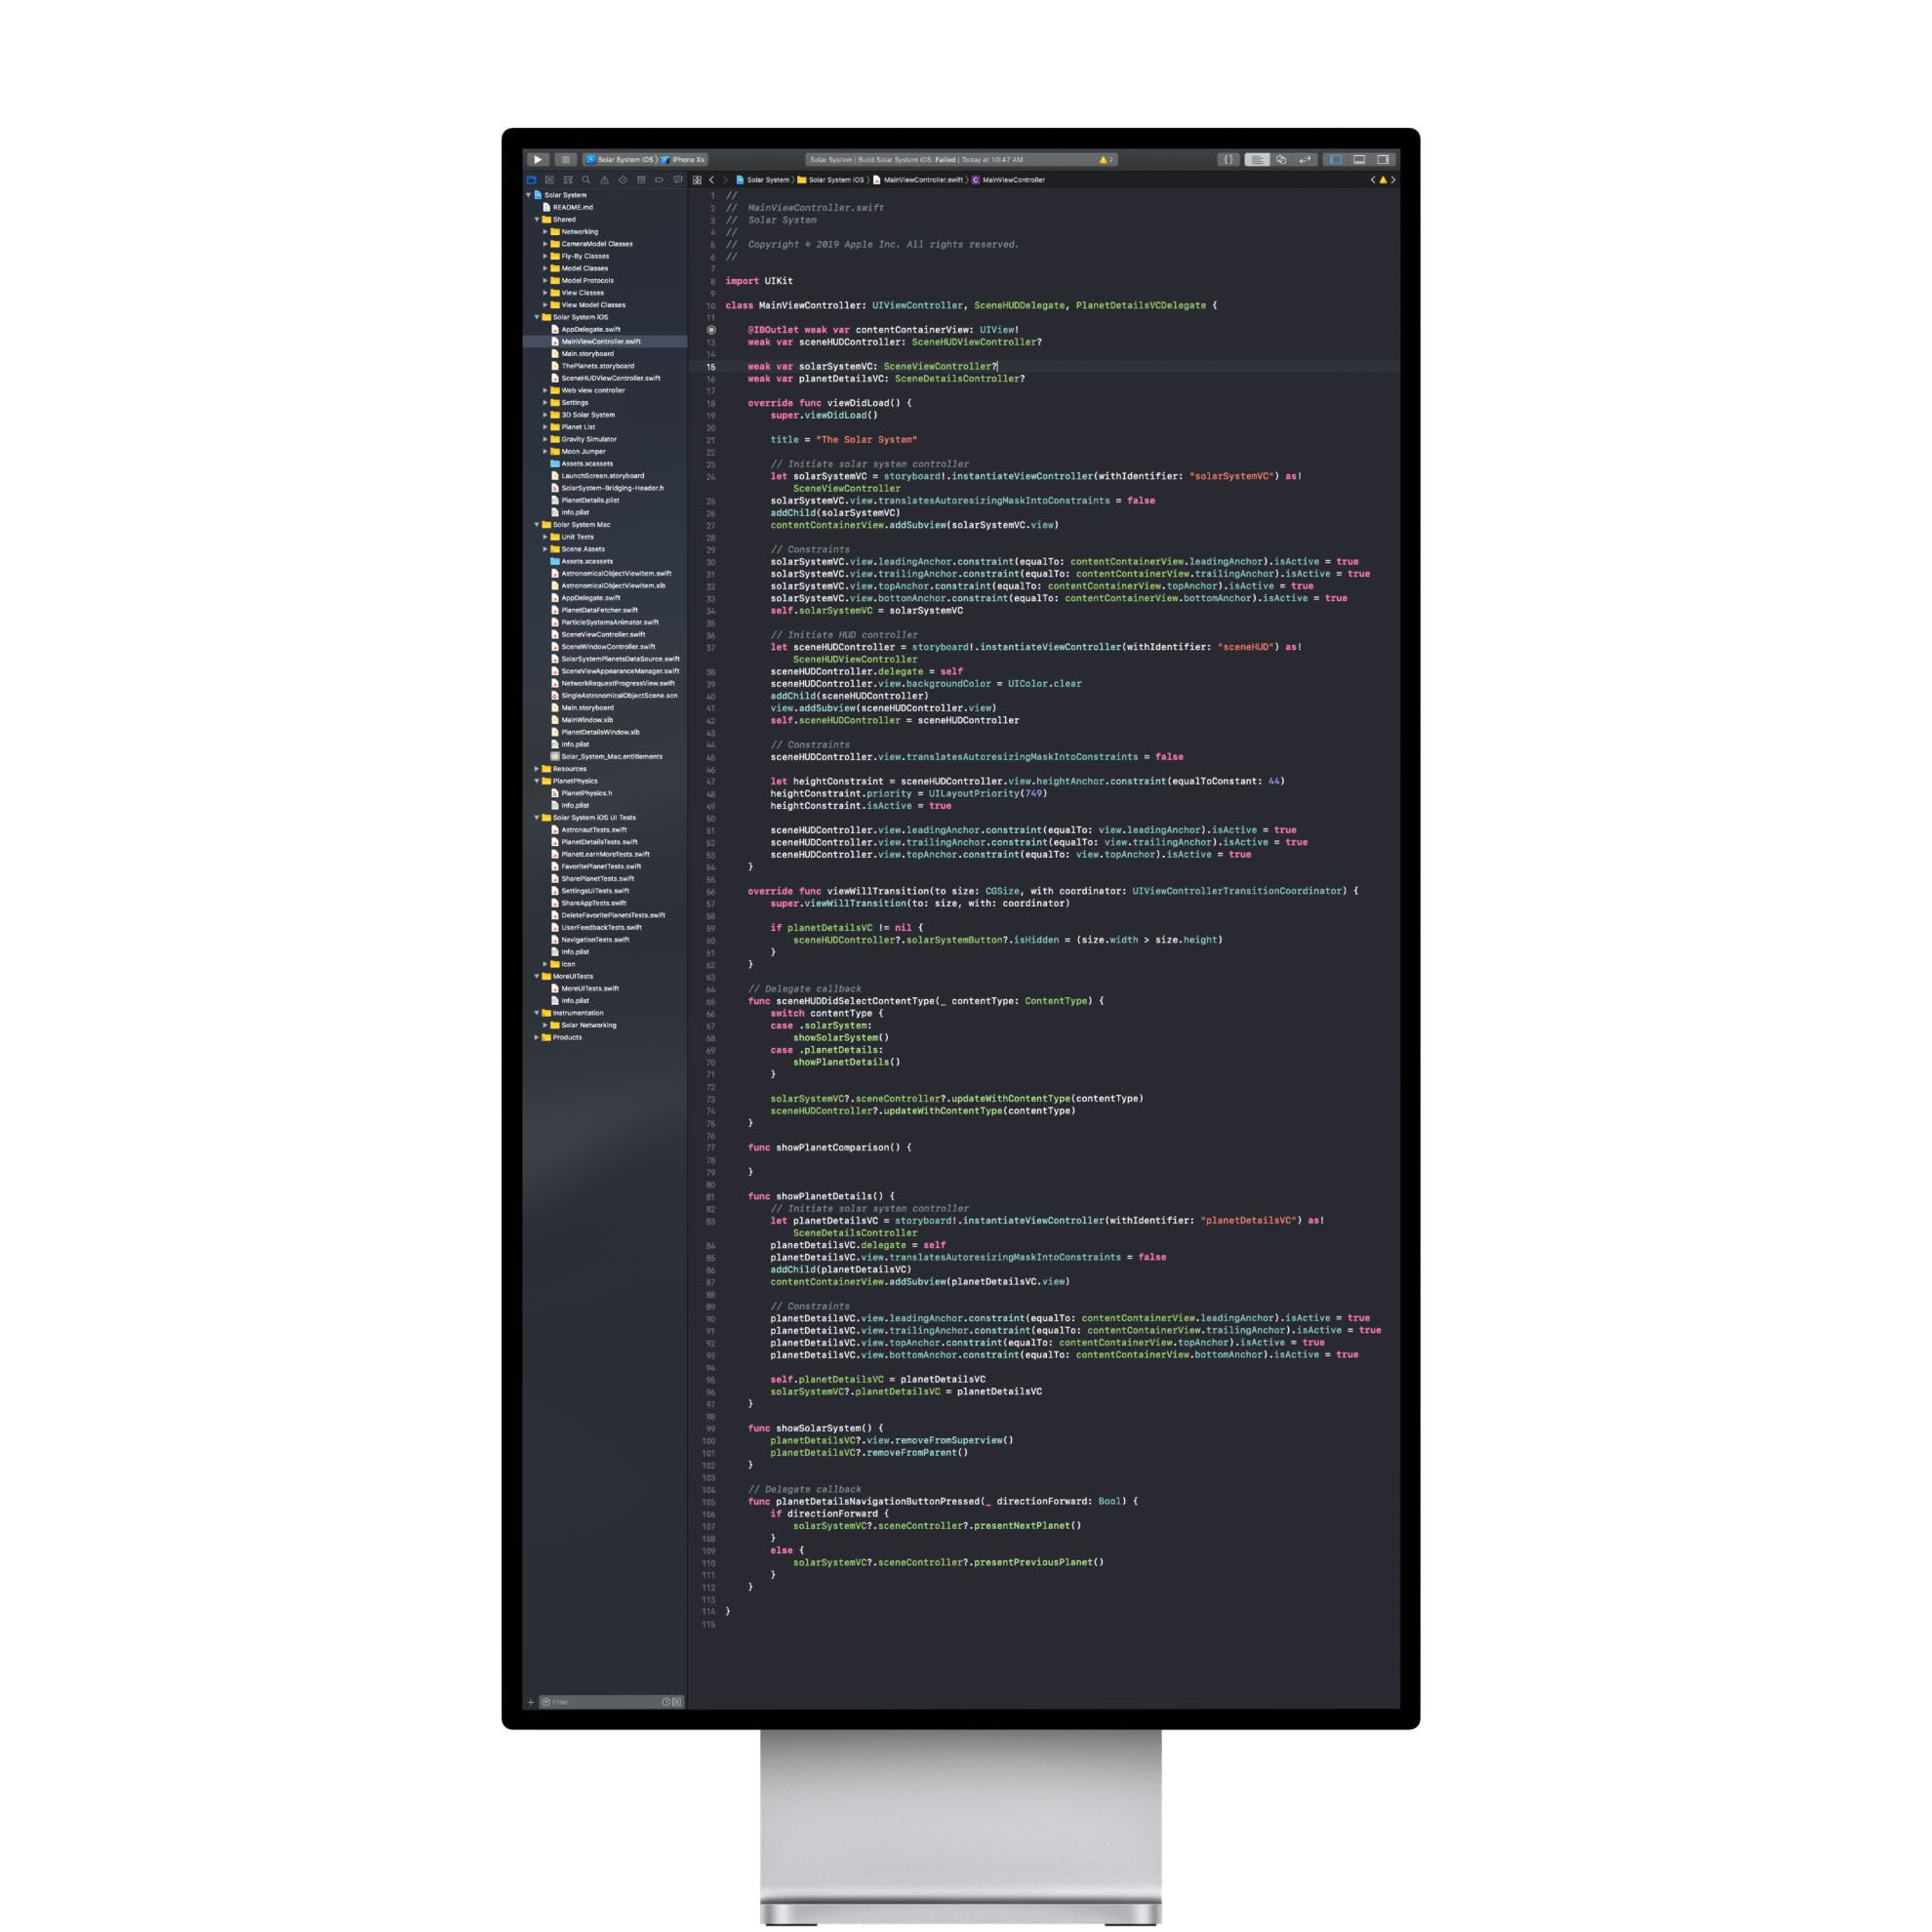 Solar System iOS 〉 iPhone Xs
Solar System | Build Solar System iOS: Failed | Today at 10:47 AM
2
Solar System
README.md
Shared
Networking
CameraModel Classes
Fly-By Classes
Model Classes
Model Protocols
View Classes
View Model Classes
Solar System iOS
AppDelegate.swift
MainViewController.swift
Main.storyboard
ThePlanets.storyboard
SceneHUDViewController.swift
Web view controller
Settings
3D Solar System
Planet List
Gravity Simulator
Moon Jumper
Assets.xcassets
LaunchScreen.storyboard
SolarSystem-Bridging-Header.h
PlanetDetails.plist
Info.plist
Solar System Mac
Unit Tests
Scene Assets
Assets.xcassets
AstronomicalObjectViewItem.swift
AstronomicalObjectViewItem.xib
AppDelegate.swift
PlanetDataFetcher.swift
ParticleSystemsAnimator.swift
SceneViewController.swift
SceneWindowController.swift
SolarSystemPlanetsDataSource.swift
SceneViewAppearanceManager.swift
NetworkRequestProgressView.swift
SingleAstronomicalObjectScene.scn
Main.storyboard
MainWindow.xib
PlanetDetailsWindow.xib
Info.plist
Solar_System_Mac.entitlements
Resources
PlanetPhysics
PlanetPhysics.h
Info.plist
Solar System iOS UI Tests
AstronautTests.swift
PlanetDetailsTests.swift
PlanetLearnMoreTests.swift
FavoritePlanetTests.swift
SharePlanetTests.swift
SettingsUITests.swift
ShareAppTests.swift
DeleteFavoritePlanetsTests.swift
UserFeedbackTests.swift
NavigationTests.swift
Info.plist
Icon
MoreUITests
MoreUITests.swift
Info.plist
Instrumentation
Solar Networking
Products
Filter
Solar System 〉 Solar System iOS 〉 MainViewController.swift 〉 C MainViewController
1 //
2 //  MainViewController.swift
3 //  Solar System
4 //
5 //  Copyright © 2019 Apple Inc. All rights reserved.
6 //
7
8 import UIKit
9
10 class MainViewController: UIViewController, SceneHUDDelegate, PlanetDetailsVCDelegate {
11
@IBOutlet weak var contentContainerView: UIView!
13 weak var sceneHUDController: SceneHUDViewController?
14
15 weak var solarSystemVC: SceneViewController?
16 weak var planetDetailsVC: SceneDetailsController?
17
18 override func viewDidLoad() {
19 super.viewDidLoad()
20
21 title = "The Solar System"
22
23 // Initiate solar system controller
24 let solarSystemVC = storyboard!.instantiateViewController(withIdentifier: "solarSystemVC") as!
SceneViewController
25 solarSystemVC.view.translatesAutoresizingMaskIntoConstraints = false
26 addChild(solarSystemVC)
27 contentContainerView.addSubview(solarSystemVC.view)
28
29 // Constraints
30 solarSystemVC.view.leadingAnchor.constraint(equalTo: contentContainerView.leadingAnchor).isActive = true
31 solarSystemVC.view.trailingAnchor.constraint(equalTo: contentContainerView.trailingAnchor).isActive = true
32 solarSystemVC.view.topAnchor.constraint(equalTo: contentContainerView.topAnchor).isActive = true
33 solarSystemVC.view.bottomAnchor.constraint(equalTo: contentContainerView.bottomAnchor).isActive = true
34 self.solarSystemVC = solarSystemVC
35
36 // Initiate HUD controller
37 let sceneHUDController = storyboard!.instantiateViewController(withIdentifier: "sceneHUD") as!
SceneHUDViewController
38 sceneHUDController.delegate = self
39 sceneHUDController.view.backgroundColor = UIColor.clear
40 addChild(sceneHUDController)
41 view.addSubview(sceneHUDController.view)
42 self.sceneHUDController = sceneHUDController
43
44 // Constraints
45 sceneHUDController.view.translatesAutoresizingMaskIntoConstraints = false
46
47 let heightConstraint = sceneHUDController.view.heightAnchor.constraint(equalToConstant: 44)
48 heightConstraint.priority = UILayoutPriority(749)
49 heightConstraint.isActive = true
50
51 sceneHUDController.view.leadingAnchor.constraint(equalTo: view.leadingAnchor).isActive = true
52 sceneHUDController.view.trailingAnchor.constraint(equalTo: view.trailingAnchor).isActive = true
53 sceneHUDController.view.topAnchor.constraint(equalTo: view.topAnchor).isActive = true
54 }
55
56 override func viewWillTransition(to size: CGSize, with coordinator: UIViewControllerTransitionCoordinator) {
57 super.viewWillTransition(to: size, with: coordinator)
58
59 if planetDetailsVC != nil {
60 sceneHUDController?.solarSystemButton?.isHidden = (size.width > size.height)
61 }
62 }
63
64 // Delegate callback
65 func sceneHUDDidSelectContentType(_ contentType: ContentType) {
66 switch contentType {
67 case .solarSystem:
68 showSolarSystem()
69 case .planetDetails:
70 showPlanetDetails()
71 }
72
73 solarSystemVC?.sceneController?.updateWithContentType(contentType)
74 sceneHUDController?.updateWithContentType(contentType)
75 }
76
77 func showPlanetComparison() {
78
79 }
80
81 func showPlanetDetails() {
82 // Initiate solar system controller
83 let planetDetailsVC = storyboard!.instantiateViewController(withIdentifier: "planetDetailsVC") as!
SceneDetailsController
84 planetDetailsVC.delegate = self
85 planetDetailsVC.view.translatesAutoresizingMaskIntoConstraints = false
86 addChild(planetDetailsVC)
87 contentContainerView.addSubview(planetDetailsVC.view)
88
89 // Constraints
90 planetDetailsVC.view.leadingAnchor.constraint(equalTo: contentContainerView.leadingAnchor).isActive = true
91 planetDetailsVC.view.trailingAnchor.constraint(equalTo: contentContainerView.trailingAnchor).isActive = true
92 planetDetailsVC.view.topAnchor.constraint(equalTo: contentContainerView.topAnchor).isActive = true
93 planetDetailsVC.view.bottomAnchor.constraint(equalTo: contentContainerView.bottomAnchor).isActive = true
94
95 self.planetDetailsVC = planetDetailsVC
96 solarSystemVC?.planetDetailsVC = planetDetailsVC
97 }
98
99 func showSolarSystem() {
100 planetDetailsVC?.view.removeFromSuperview()
101 planetDetailsVC?.removeFromParent()
102 }
103
104 // Delegate callback
105 func planetDetailsNavigationButtonPressed(_ directionForward: Bool) {
106 if directionForward {
107 solarSystemVC?.sceneController?.presentNextPlanet()
108 }
109 else {
110 solarSystemVC?.sceneController?.presentPreviousPlanet()
111 }
112 }
113
114 }
115